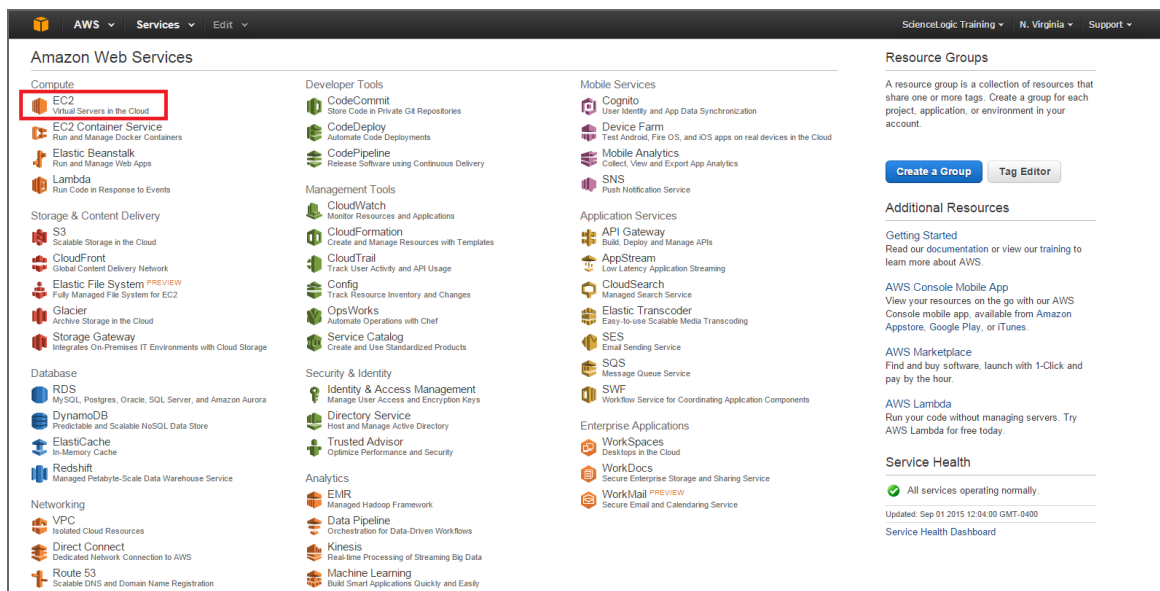 AWS Services Edit ScienceLogic Training N. Virginia Support
Amazon Web Services
Compute
EC2
Virtual Servers in the Cloud
EC2 Container Service
Run and Manage Docker Containers
Elastic Beanstalk
Run and Manage Web Apps
Lambda
Run Code in Response to Events
Storage & Content Delivery
S3
Scalable Storage in the Cloud
CloudFront
Global Content Delivery Network
Elastic File System PREVIEW
Fully Managed File System for EC2
Glacier
Archive Storage in the Cloud
Storage Gateway
Integrates On-Premises IT Environments with Cloud Storage
Database
RDS
MySQL, Postgres, Oracle, SQL Server, and Amazon Aurora
DynamoDB
Predictable and Scalable NoSQL Data Store
ElastiCache
In-Memory Cache
Redshift
Managed Petabyte-Scale Data Warehouse Service
Networking
VPC
Isolated Cloud Resources
Direct Connect
Dedicated Network Connection to AWS
Route 53
Scalable DNS and Domain Name Registration
Developer Tools
CodeCommit
Store Code in Private Git Repositories
CodeDeploy
Automate Code Deployments
CodePipeline
Release Software using Continuous Delivery
Management Tools
CloudWatch
Monitor Resources and Applications
CloudFormation
Create and Manage Resources with Templates
CloudTrail
Track User Activity and API Usage
Config
Track Resource Inventory and Changes
OpsWorks
Automate Operations with Chef
Service Catalog
Create and Use Standardized Products
Security & Identity
Identity & Access Management
Manage User Access and Encryption Keys
Directory Service
Host and Manage Active Directory
Trusted Advisor
Optimize Performance and Security
Analytics
EMR
Managed Hadoop Framework
Data Pipeline
Orchestration for Data-Driven Workflows
Kinesis
Real-time Processing of Streaming Big Data
Machine Learning
Build Smart Applications Quickly and Easily
Mobile Services
Cognito
User Identity and App Data Synchronization
Device Farm
Test Android, Fire OS, and iOS apps on real devices in the Cloud
Mobile Analytics
Collect, View and Export App Analytics
SNS
Push Notification Service
Application Services
API Gateway
Build, Deploy and Manage APIs
AppStream
Low Latency Application Streaming
CloudSearch
Managed Search Service
Elastic Transcoder
Easy-to-use Scalable Media Transcoding
SES
Email Sending Service
SQS
Message Queue Service
SWF
Workflow Service for Coordinating Application Components
Enterprise Applications
WorkSpaces
Desktops in the Cloud
WorkDocs
Secure Enterprise Storage and Sharing Service
WorkMail PREVIEW
Secure Email and Calendaring Service
Resource Groups
A resource group is a collection of resources that
share one or more tags. Create a group for each
project, application, or environment in your
account.
Create a Group Tag Editor
Additional Resources
Getting Started
Read our documentation or view our training to
learn more about AWS.
AWS Console Mobile App
View your resources on the go with our AWS
Console mobile app, available from Amazon
Appstore, Google Play, or iTunes.
AWS Marketplace
Find and buy software, launch with 1-Click and
pay by the hour.
AWS Lambda
Run your code without managing servers. Try
AWS Lambda for free today.
Service Health
All services operating normally.
Updated: Sep 01 2015 12:04:00 GMT-0400
Service Health Dashboard